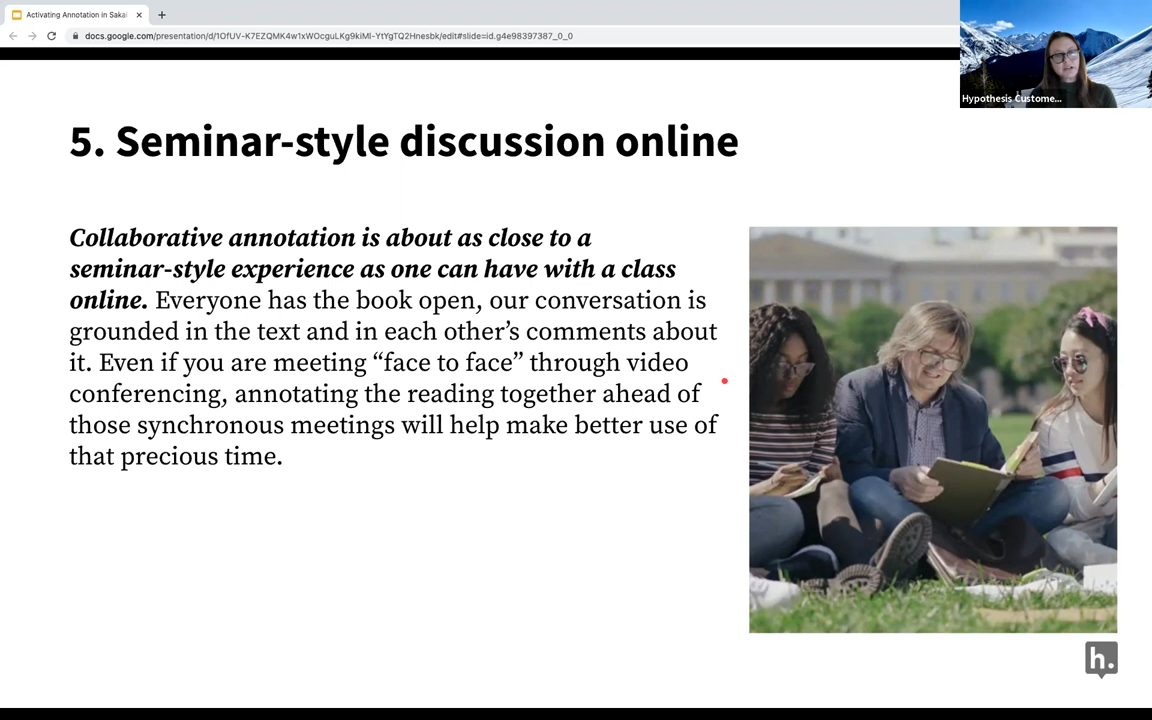 Activating Annotation in Sakai
docs.google.com/presentation/d/1OfUV-K7EZQMK4w1xWOcguLKg9kiMl-YtYgTQ2Hnesbk/edit#slide=id.g4e98397387_0_0
Hypothesis Custome...
5. Seminar-style discussion online
Collaborative annotation is about as close to a
seminar-style experience as one can have with a class
online. Everyone has the book open, our conversation is
grounded in the text and in each other’s comments about
it. Even if you are meeting “face to face” through video
conferencing, annotating the reading together ahead of
those synchronous meetings will help make better use of
that precious time.
h.